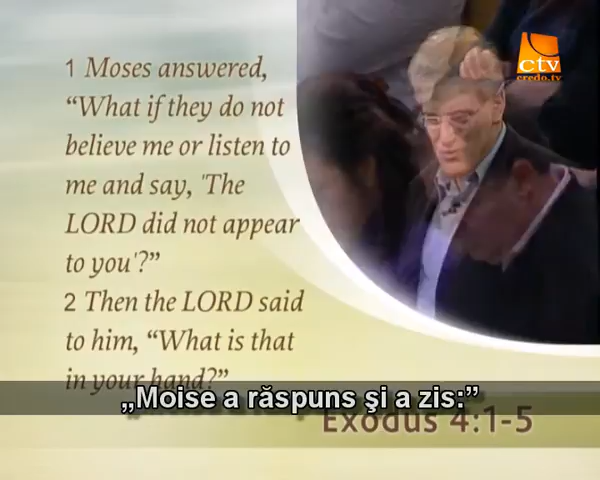 ctv
credo.tv
1 Moses answered,
“What if they do not
believe me or listen to
me and say, 'The
LORD did not appear
to you'?”
2 Then the LORD said
to him, “What is that
in your hand?”
„Moise a răspuns şi a zis:”
Exodus 4:1-5